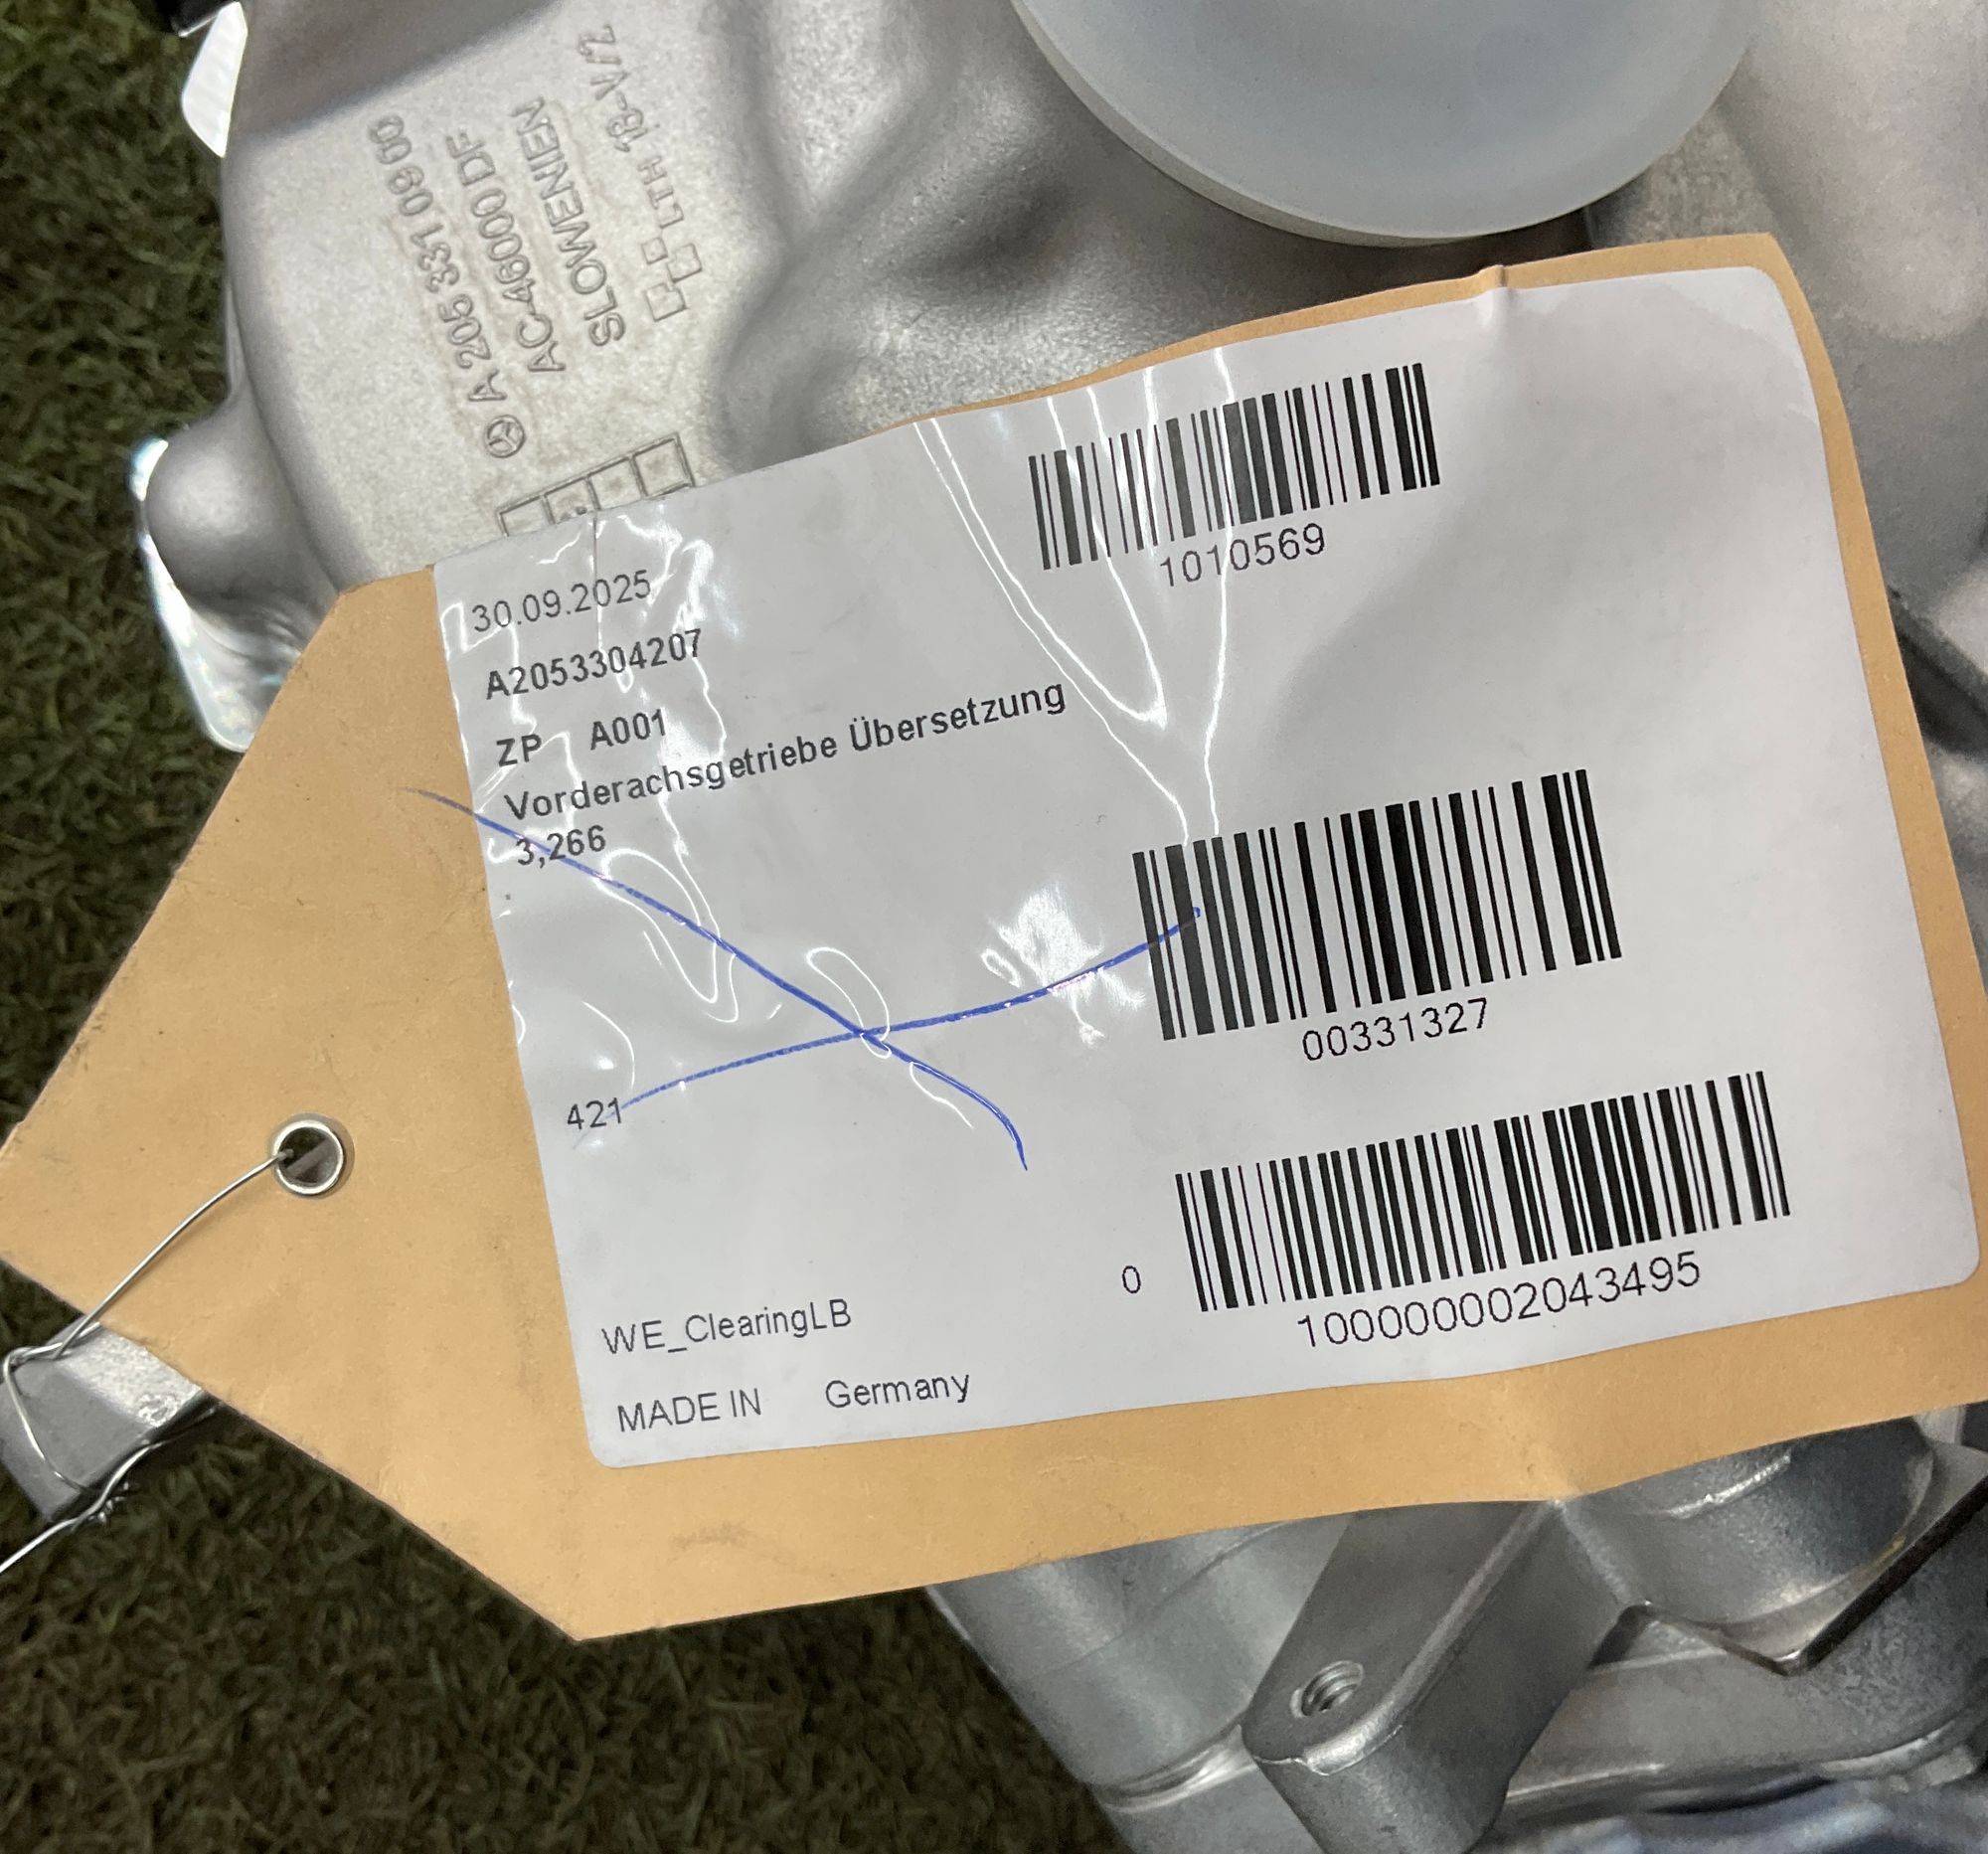 A 205 331 09 00
AC-46000 DF
SLOWENIEN
LTH 18-V/2
1010569
30.09.2025
A2053304207
ZP A001
Vorderachsgetriebe Übersetzung
3,266
00331327
421
0
100000002043495
WE_ClearingLB
MADE IN Germany